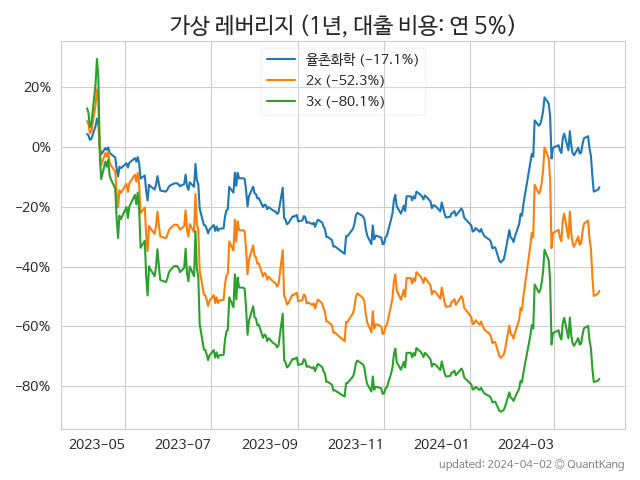 가상 레버리지 (1년, 대출 비용: 연 5%)
율촌화학 (-17.1%)
2x (-52.3%)
3x (-80.1%)
20%
0%
-20%
-40%
-60%
-80%
2023-05
2023-07
2023-09
2023-11
2024-01
2024-03
updated: 2024-04-02 © QuantKang